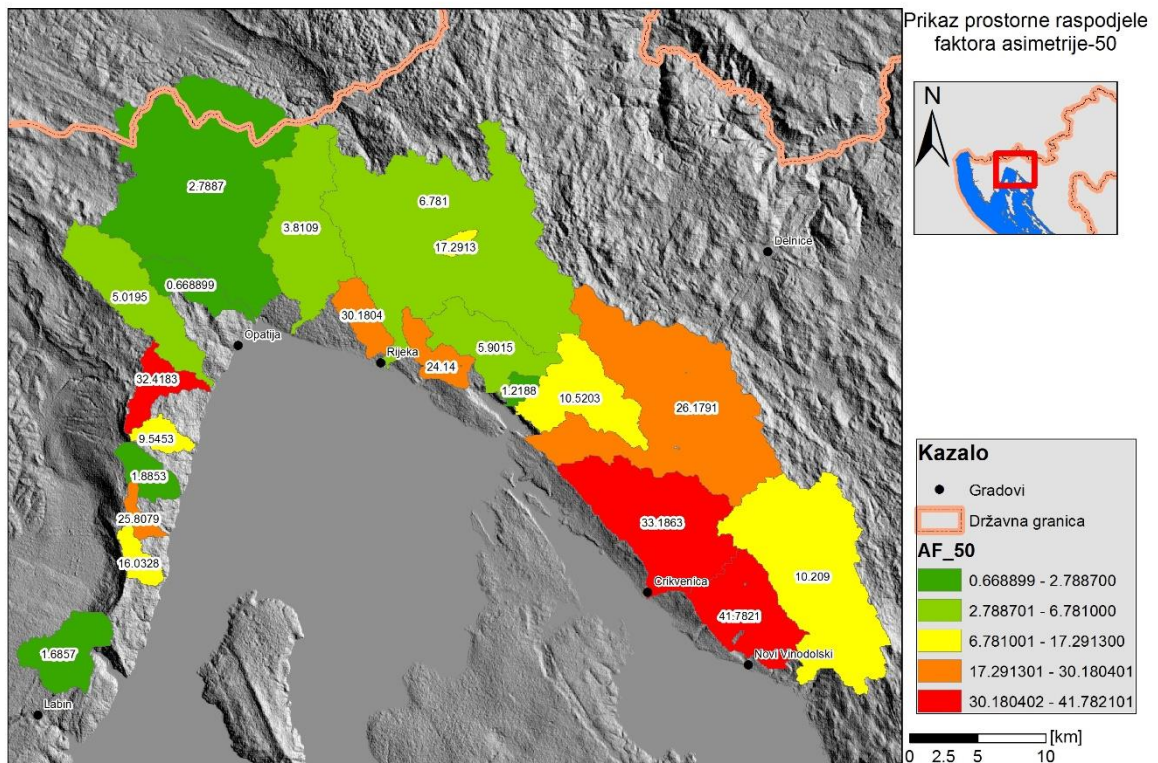 Prikaz prostorne raspodjele
faktora asimetrije-50
N
2.7887
6.781
3.8109
17.2913
Delnice
0.668899
5.0195
30.1804
Opatija
Rijeka
5.9015
24.14
32.4183
1.2188
10.5203
26.1791
9.5453
1.8853
25.8079
33.1863
16.0328
10.209
Crikvenica
41.7821
1.6857
Novi Vinodolski
Labin
Kazalo
Gradovi
Državna granica
AF_50
0.668899 - 2.788700
2.788701 - 6.781000
6.781001 - 17.291300
17.291301 - 30.180401
30.180402 - 41.782101
[km]
0 2.5 5 10